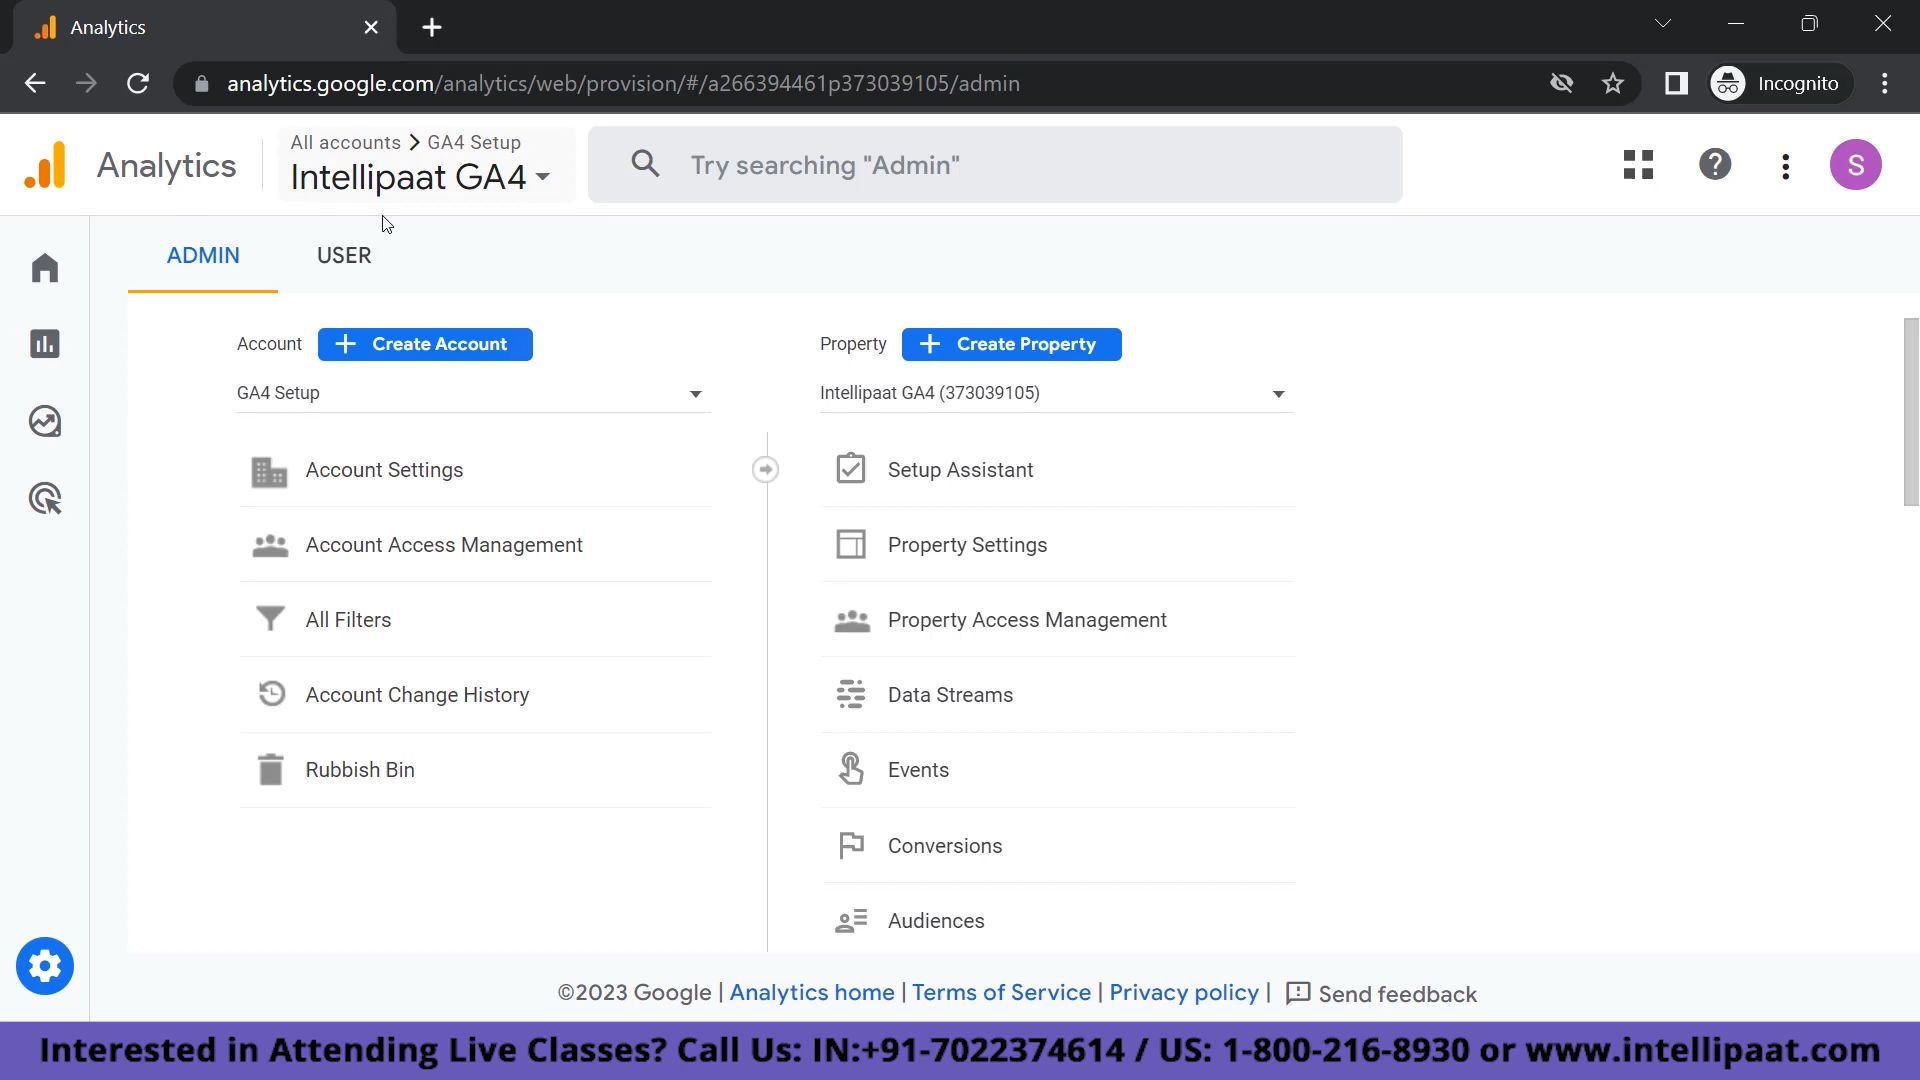 Analytics
analytics.google.com/analytics/web/provision/#/a266394461p373039105/admin
Incognito
Analytics
All accounts > GA4 Setup
Intellipaat GA4
Try searching "Admin"
S
ADMIN
USER
Account
Create Account
GA4 Setup
Account Settings
Account Access Management
All Filters
Account Change History
Rubbish Bin
Property
Create Property
Intellipaat GA4 (373039105)
Setup Assistant
Property Settings
Property Access Management
Data Streams
Events
Conversions
Audiences
©2023 Google | Analytics home | Terms of Service | Privacy policy | Send feedback
Interested in Attending Live Classes? Call Us: IN:+91-7022374614 / US: 1-800-216-8930 or www.intellipaat.com